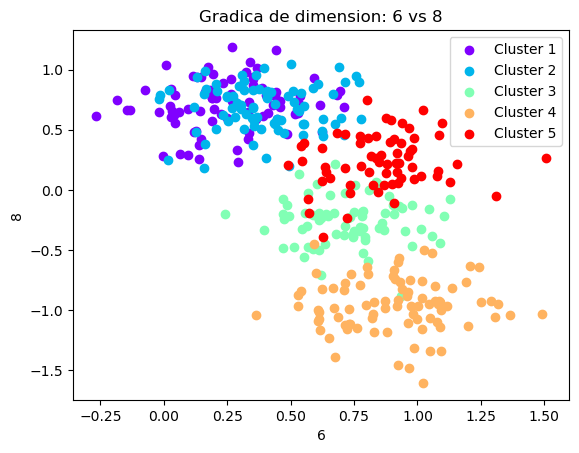 Gradica de dimension: 6 vs 8
Cluster 1
Cluster 2
Cluster 3
Cluster 4
Cluster 5
1.0
0.5
0.0
−0.5
−1.0
−1.5
8
−0.25 0.00 0.25 0.50 0.75 1.00 1.25 1.50
6